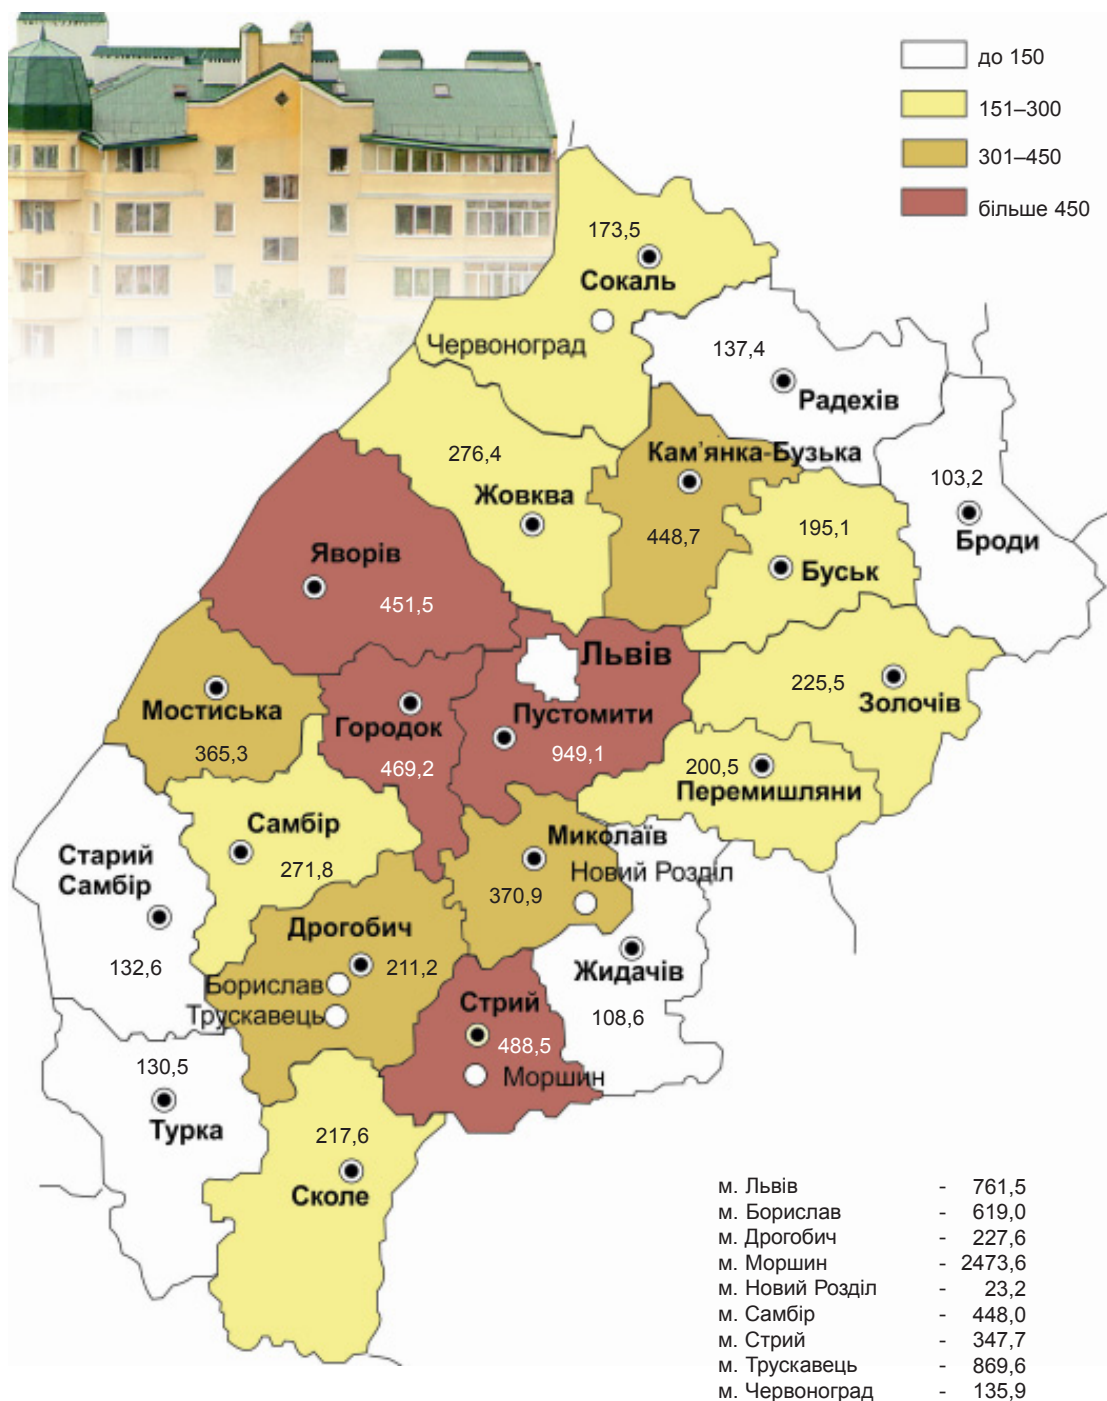 до 150
151–300
301–450
більше 450
173,5
Сокаль
Червоноград
137,4
Радехів
276,4
Жовква
Кам'янка-Бузька
448,7
103,2
Броди
195,1
Буськ
Яворів
451,5
Львів
Мостиська
365,3
Городок
469,2
Пустомити
949,1
225,5
Золочів
200,5
Перемишляни
Самбір
271,8
Старий
Самбір
132,6
Миколаїв
Новий Розділ
370,9
Дрогобич
211,2
Борислав
Трускавець
Жидачів
108,6
Стрий
488,5
Моршин
130,5
Турка
217,6
Сколе
м. Львів - 761,5
м. Борислав - 619,0
м. Дрогобич - 227,6
м. Моршин - 2473,6
м. Новий Розділ - 23,2
м. Самбір - 448,0
м. Стрий - 347,7
м. Трускавець - 869,6
м. Червоноград - 135,9